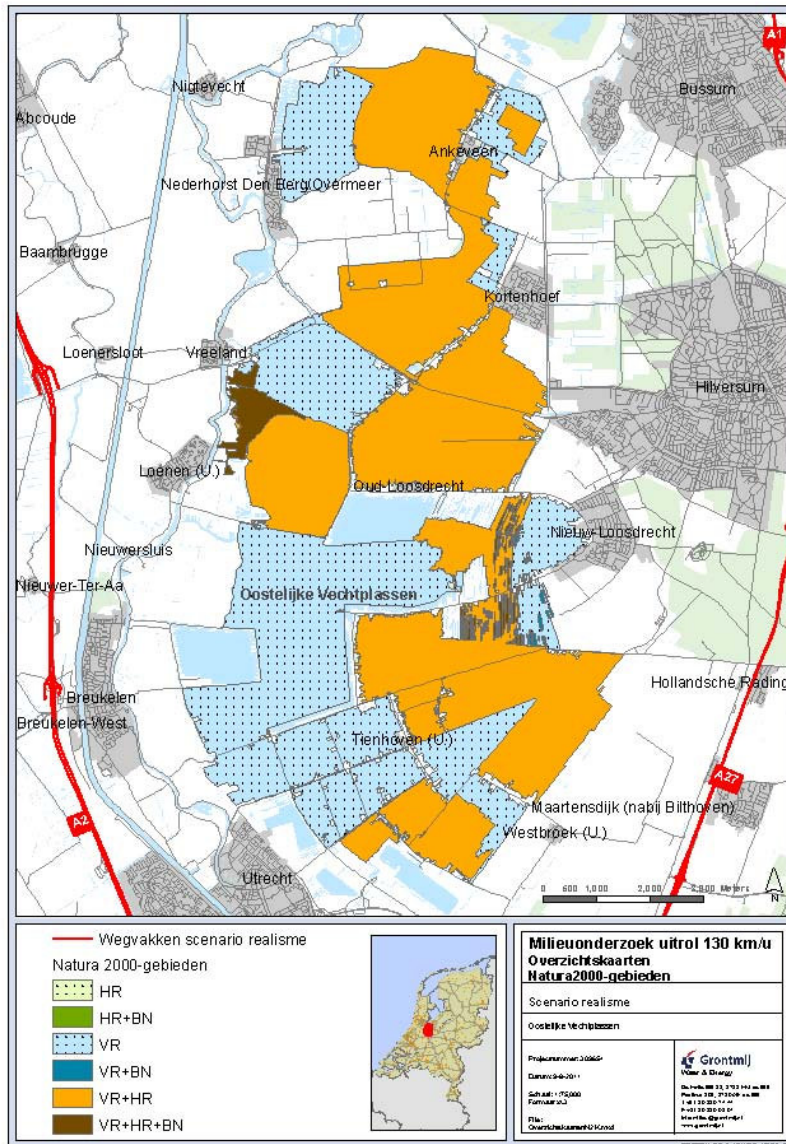 A1
Nigtevecht
Bussum
Abcoude
Ankeveen
Nederhorst Den Berg/Overmeer
Baambrugge
Kortenhoef
Loenersloot
Vreeland
Hilversum
Loenen (U.)
Oud-Loosdrecht
Nieuw-Loosdrecht
Nieuwersluis
Nieuwer-Ter-Aa
Oostelijke Vechtplassen
Hollandsche Rading
Breukelen
Breukelen-West
Tienhoven (U.)
A27
Maartensdijk (nabij Bilthoven)
A2
Westbroek (U.)
Utrecht
0 500 1,000 2,000 3,000 Meters
N
Wegvakken scenario realisme
Natura 2000-gebieden
HR
HR+BN
VR
VR+BN
VR+HR
VR+HR+BN
Milieuonderzoek uitrol 130 km/u
Overzichtskaarten
Natura2000-gebieden
Scenario realisme
Oostelijke Vechtplassen
Grontmij